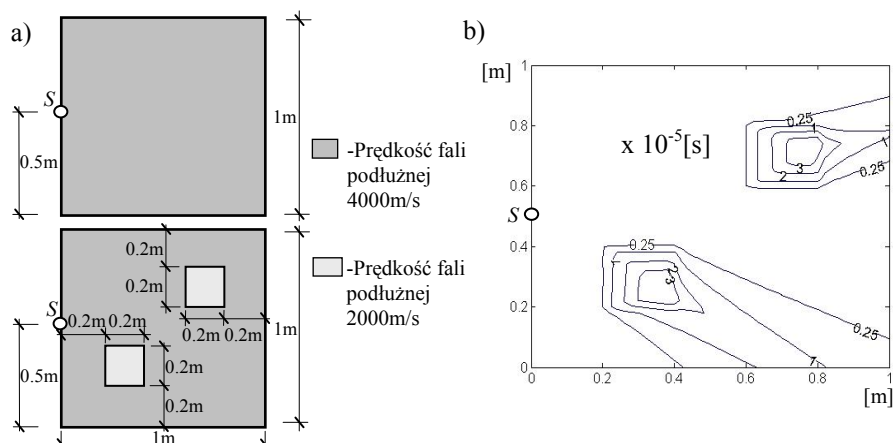 a)
S
0.5m
1m
-Prędkość fali
podłużnej
4000m/s
0.2m
0.2m
S
0.2m
0.2m
0.2m
0.2m
0.2m
0.2m
0.5m
1m
1m
-Prędkość fali
podłużnej
2000m/s
b)
[m]
1
0.8
0.6
0.4
0.2
0
S
x 10⁻⁵[s]
0.25
1
2
3
1
0.25
0.25
1
2
3
0.25
1
0
0.2
0.4
0.6
0.8
1
[m]